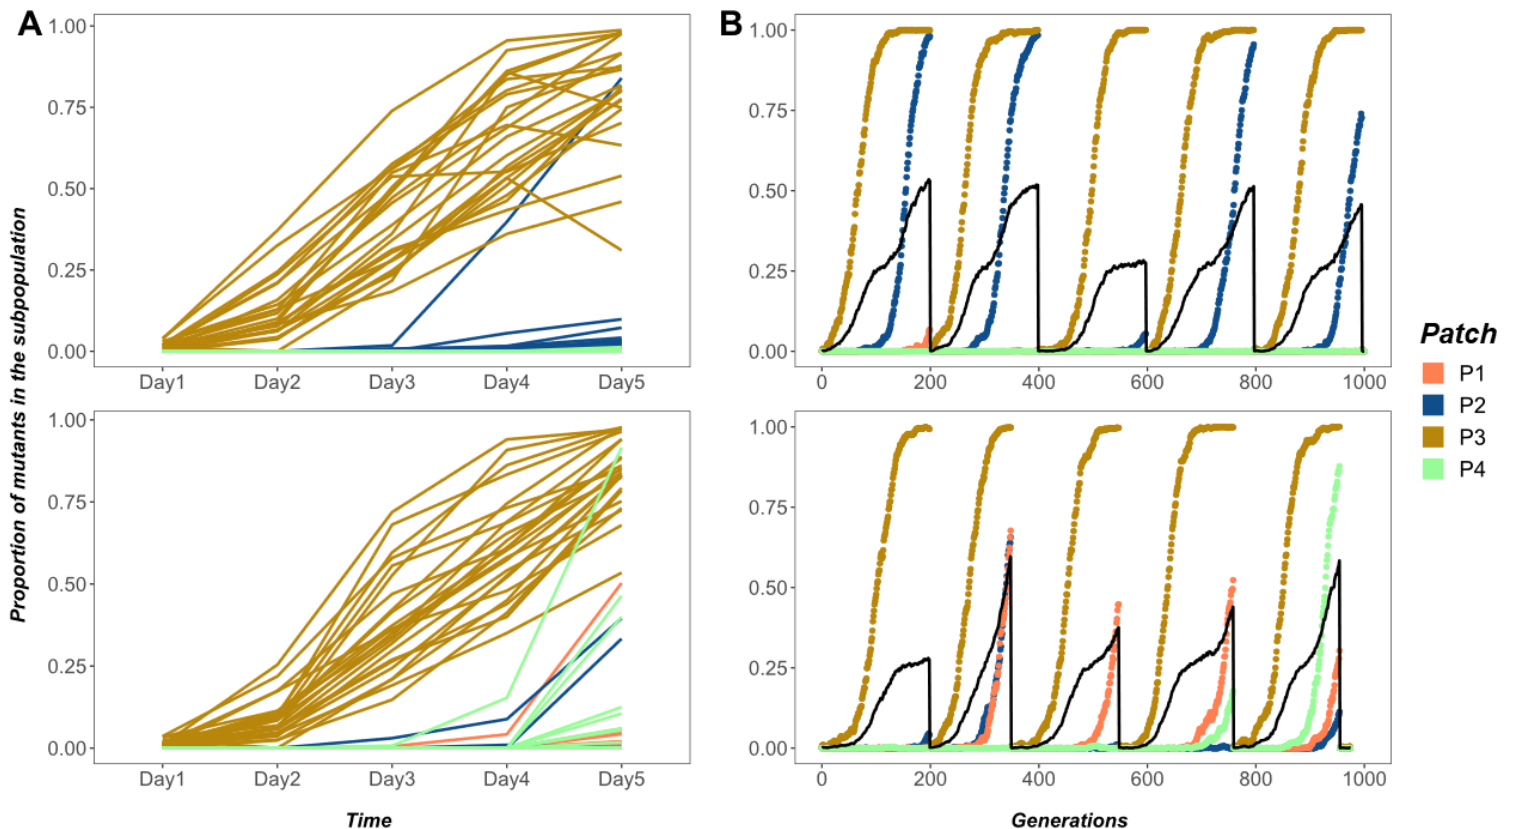 A
B
Proportion of mutants in the subpopulation
1.00
0.75
0.50
0.25
0.00
Day1 Day2 Day3 Day4 Day5
1.00
0.75
0.50
0.25
0.00
0 200 400 600 800 1000
1.00
0.75
0.50
0.25
0.00
Day1 Day2 Day3 Day4 Day5
Time
1.00
0.75
0.50
0.25
0.00
0 200 400 600 800 1000
Generations
Patch
P1
P2
P3
P4